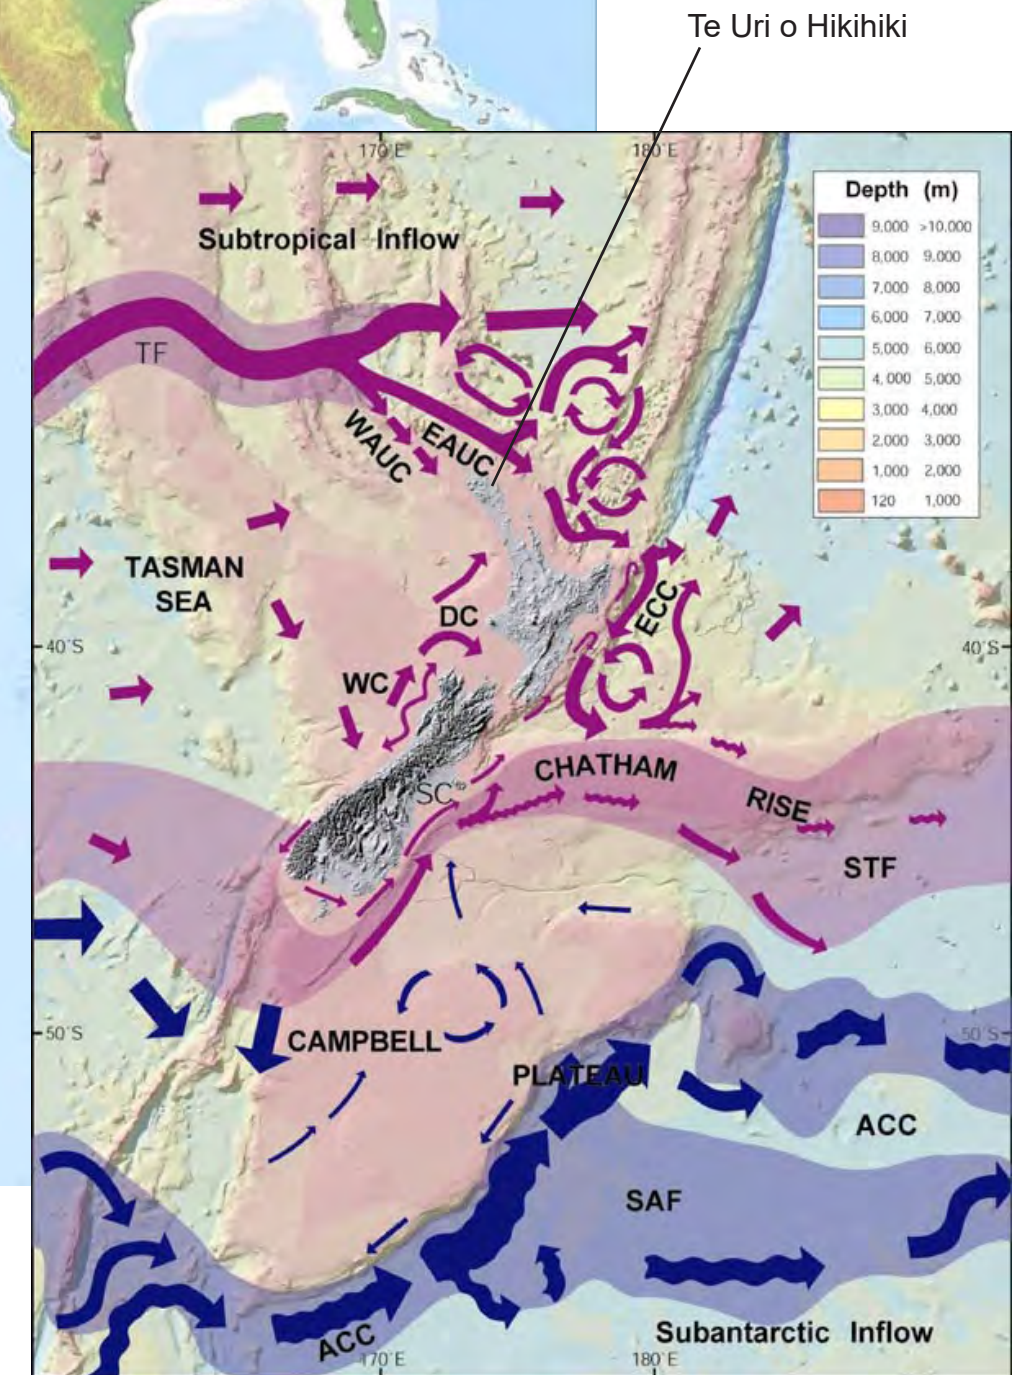 Te Uri o Hikihiki
170°E 180°E
Depth (m)
9,000 >10,000
8,000 9,000
7,000 8,000
6,000 7,000
5,000 6,000
4,000 5,000
3,000 4,000
2,000 3,000
1,000 2,000
120 1,000
Subtropical Inflow
TF
WAUC
EAUC
TASMAN
SEA
DC
ECC
40°S 40°S
WC
CHATHAM
RISE
SC
STF
50°S 50°S
CAMPBELL
PLATEAU
ACC
SAF
ACC
Subantarctic Inflow
170°E 180°E